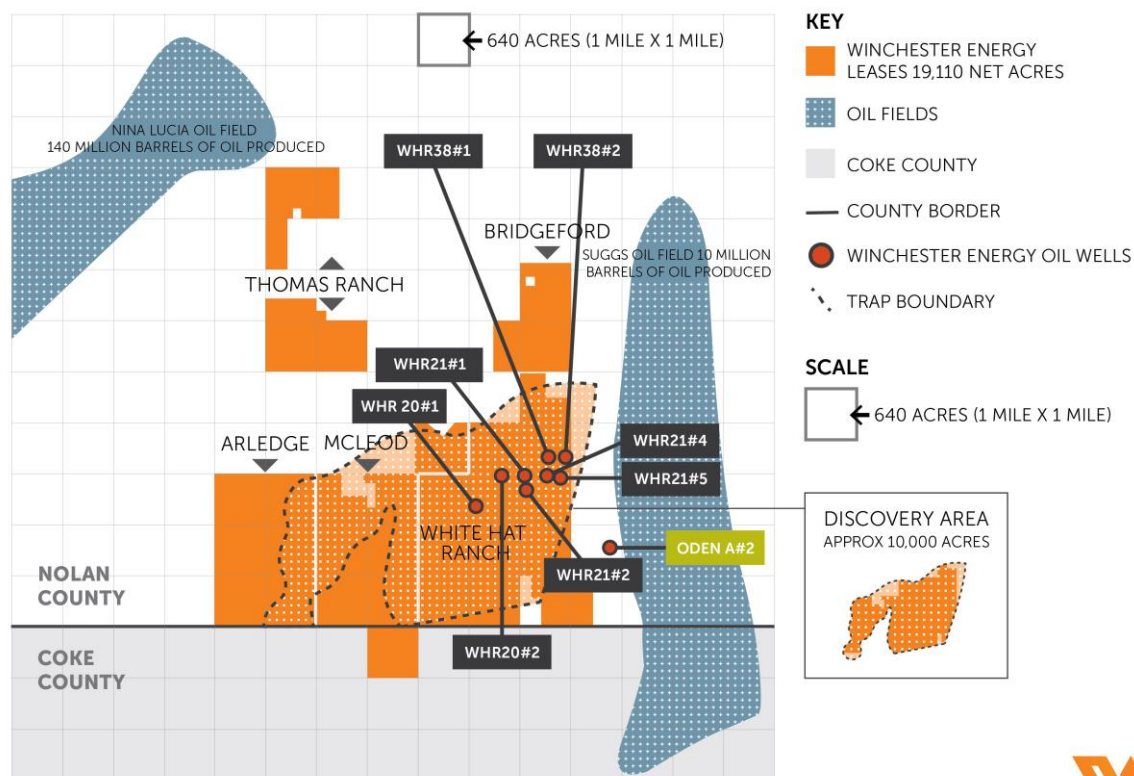 640 ACRES (1 MILE X 1 MILE)
NINA LUCIA OIL FIELD
140 MILLION BARRELS OF OIL PRODUCED
WHR38#1
WHR38#2
BRIDGEFORD
SUGGS OIL FIELD 10 MILLION
BARRELS OF OIL PRODUCED
THOMAS RANCH
WHR21#1
WHR 20#1
ARLEDGE
MCLEOD
WHR21#4
WHR21#5
WHITE HAT
RANCH
ODEN A#2
WHR21#2
WHR20#2
NOLAN
COUNTY
COKE
COUNTY
KEY
WINCHESTER ENERGY
LEASES 19,110 NET ACRES
OIL FIELDS
COKE COUNTY
COUNTY BORDER
WINCHESTER ENERGY OIL WELLS
TRAP BOUNDARY
SCALE
640 ACRES (1 MILE X 1 MILE)
DISCOVERY AREA
APPROX 10,000 ACRES